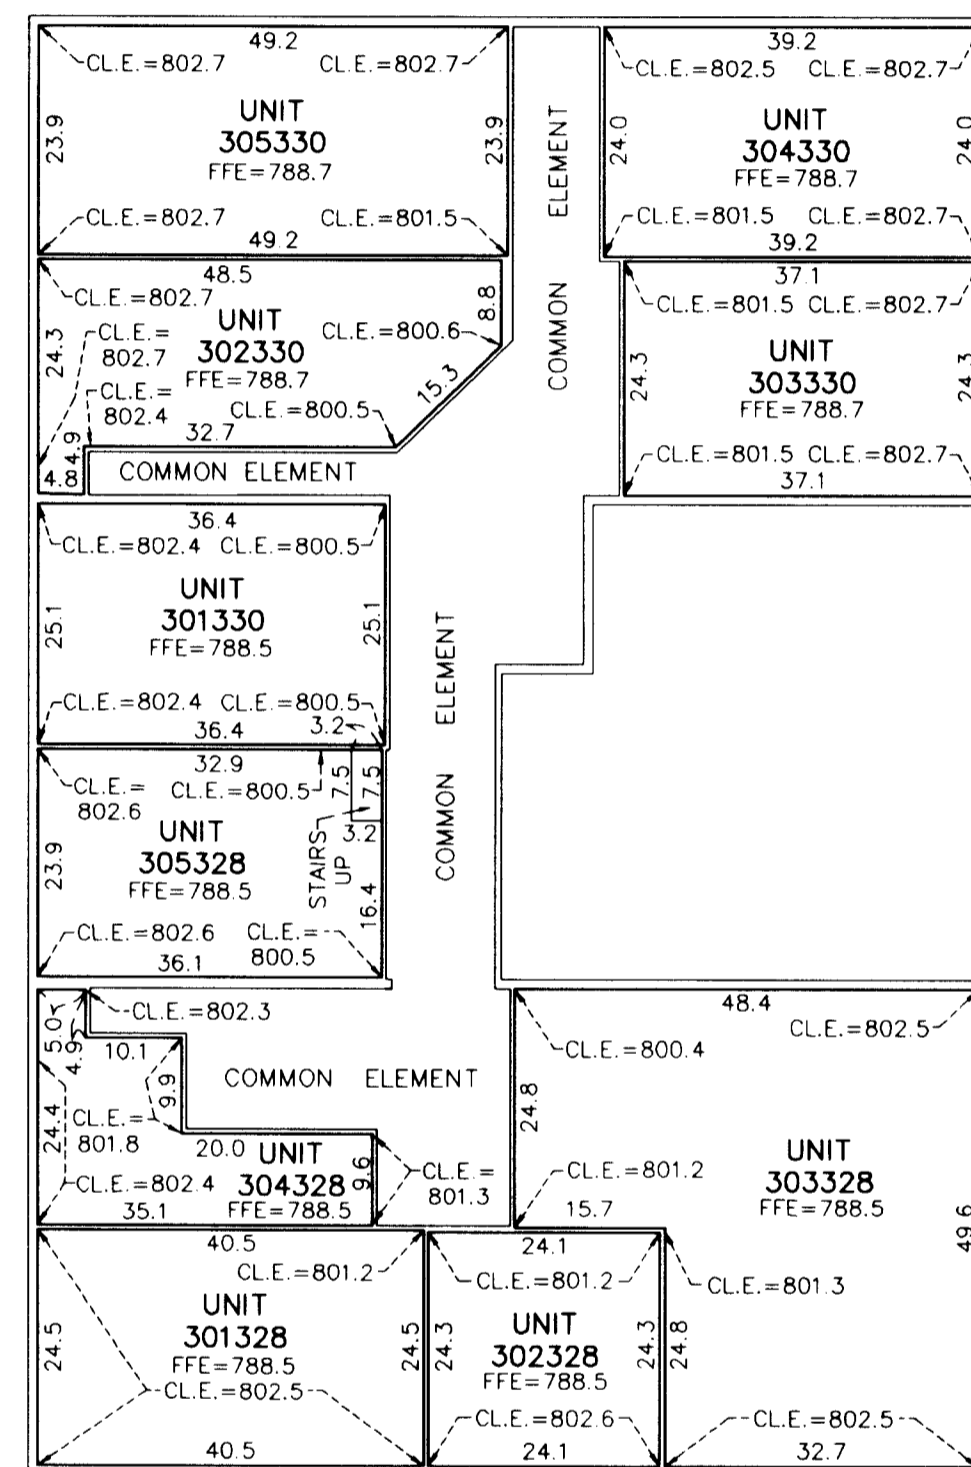 49.2
CL.E.=802.7 CL.E.=802.7
UNIT
305330
FFE=788.7
23.9
23.9
CL.E.=802.7 CL.E.=801.5
49.2
COMMON ELEMENT
39.2
CL.E.=802.5 CL.E.=802.7
UNIT
304330
FFE=788.7
24.0
24.0
CL.E.=801.5 CL.E.=802.7
39.2
48.5
CL.E.=802.7
UNIT
302330
FFE=788.7
24.3
CL.E.=
802.7
CL.E.=
802.4
CL.E.=800.6
8.8
15.3
CL.E.=800.5
32.7
4.9
4.8
COMMON ELEMENT
COMMON
37.1
CL.E.=801.5 CL.E.=802.7
UNIT
303330
FFE=788.7
24.3
24.3
CL.E.=801.5 CL.E.=802.7
37.1
36.4
CL.E.=802.4 CL.E.=800.5
UNIT
301330
FFE=788.5
25.1
25.1
CL.E.=802.4 CL.E.=800.5
36.4
3.2
ELEMENT
COMMON
32.9
CL.E.=
802.6
CL.E.=800.5
7.5
7.5
3.2
STAIRS
UP
UNIT
305328
FFE=788.5
23.9
16.4
CL.E.=802.6
CL.E.=
800.5
36.1
CL.E.=802.3
5.0
4.9
10.1
9.9
COMMON ELEMENT
24.4
CL.E.=
801.8
20.0
UNIT
304328
FFE=788.5
9.6
CL.E.=802.4
35.1
CL.E.=
801.3
48.4
CL.E.=802.5
CL.E.=800.4
24.8
CL.E.=801.2
15.7
UNIT
303328
FFE=788.5
49.6
CL.E.=801.3
24.8
CL.E.=802.5
32.7
40.5
CL.E.=801.2
UNIT
301328
FFE=788.5
24.5
24.5
CL.E.=802.5
40.5
24.1
CL.E.=801.2
UNIT
302328
FFE=788.5
24.3
24.3
CL.E.=802.6
24.1